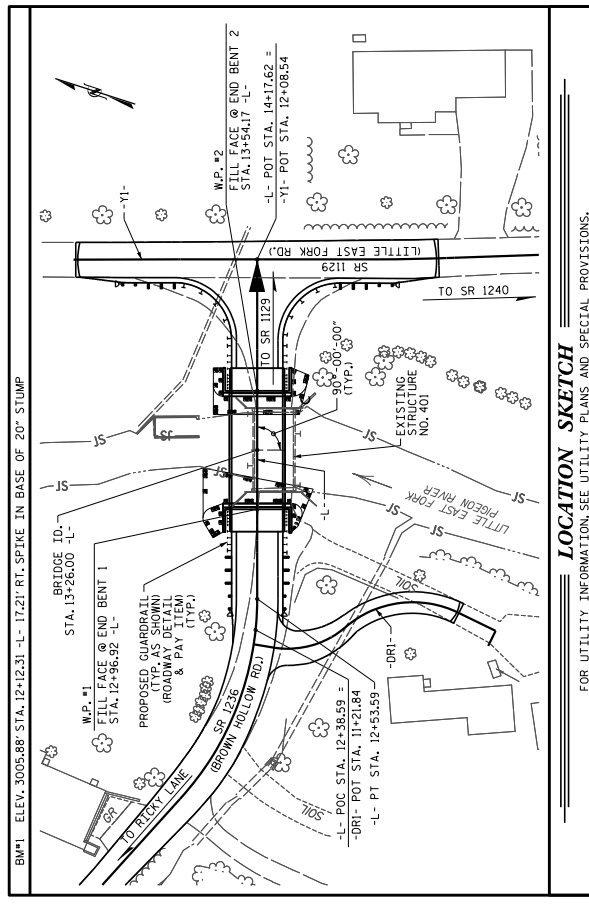 BM#1 ELEV. 3005.88' STA. 12+12.31 -L- 17.21' RT. SPIKE IN BASE OF 20" STUMP
W.P. #1
FILL FACE @ END BENT 1
STA. 12+96.92 -L-
BRIDGE ID.
STA. 13+26.00 -L-
PROPOSED GUARDRAIL
(TYP. AS SHOWN)
(ROADWAY DETAIL
& PAY ITEM)
(TYP.)
W.P. #2
FILL FACE @ END BENT 2
STA. 13+54.17 -L-
-L- POT STA. 14+17.62 =
-Y1- POT STA. 12+08.54
-Y1-
GR
TO RICKY LANE
SR 1236
(BROWN HOLLOW RD.)
TO SR 1129
SR 1129
(LITTLE EAST FORK RD.)
TO SR 1240
90°-00'-00"
(TYP.)
EXISTING
STRUCTURE
NO. 401
-L-
JS
JS
JS
JS
JS
JS
LITTLE EAST FORK
PIGEON RIVER
SOIL
SOIL
-DR1-
-L- POC STA. 12+38.59 =
-DR1- POT STA. 11+21.84
-L- PT STA. 12+53.59
LOCATION SKETCH
FOR UTILITY INFORMATION, SEE UTILITY PLANS AND SPECIAL PROVISIONS.